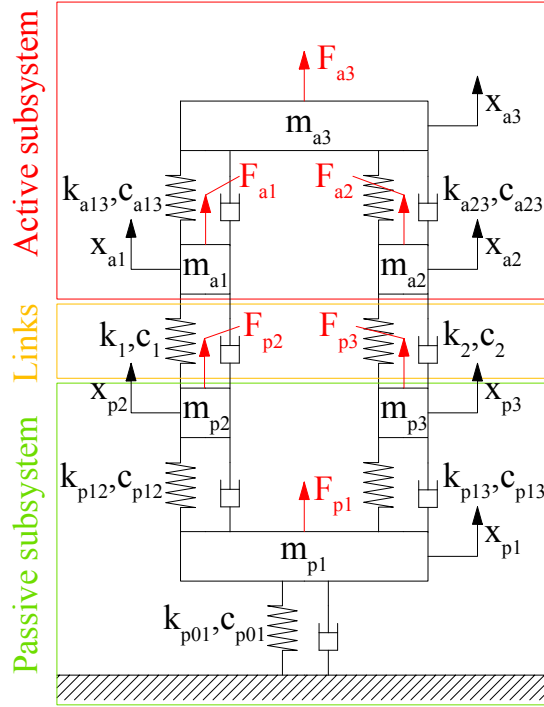 Active subsystem
F_a3
x_a3
m_a3
k_a13,c_a13
F_a1
F_a2
k_a23,c_a23
x_a1
m_a1
m_a2
x_a2
Links
k_1,c_1
F_p2
F_p3
k_2,c_2
x_p2
m_p2
m_p3
x_p3
Passive subsystem
k_p12,c_p12
F_p1
k_p13,c_p13
x_p1
m_p1
k_p01,c_p01